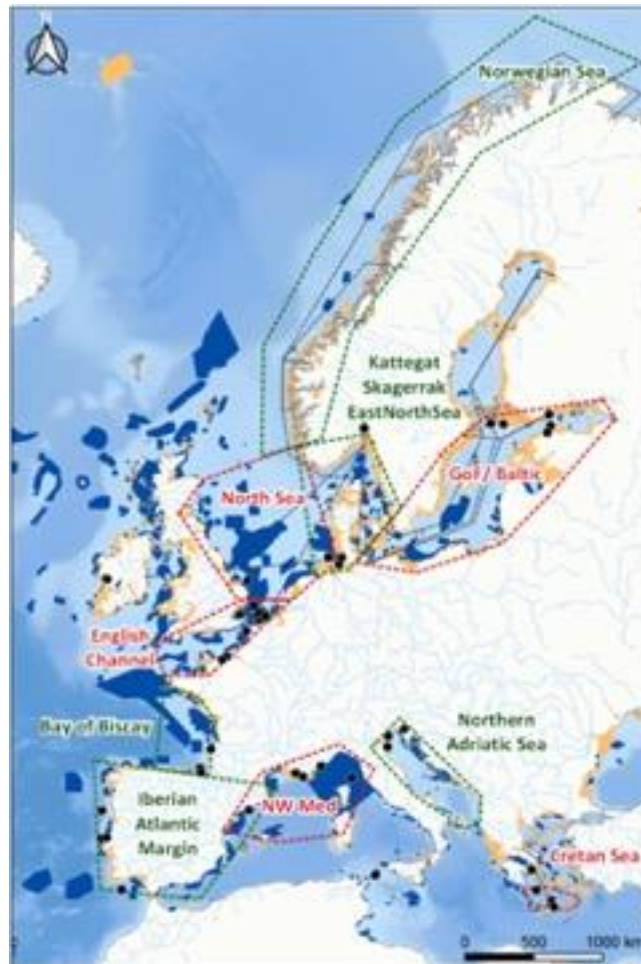 Norwegian Sea
Kattegat
Skagerrak
EastNorthSea
North Sea
GoF / Baltic
English
Channel
Bay of Biscay
Northern
Adriatic Sea
Iberian
Atlantic
Margin
NW-Med
Cretan Sea
0 500 1000 km